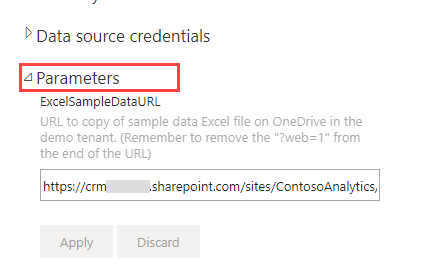 Data source credentials
Parameters
ExcelSampleDataURL
URL to copy of sample data Excel file on OneDrive in the
demo tenant. (Remember to remove the "?web=1" from
the end of the URL)
https://crm .sharepoint.com/sites/ContosoAnalytics,
Apply Discard